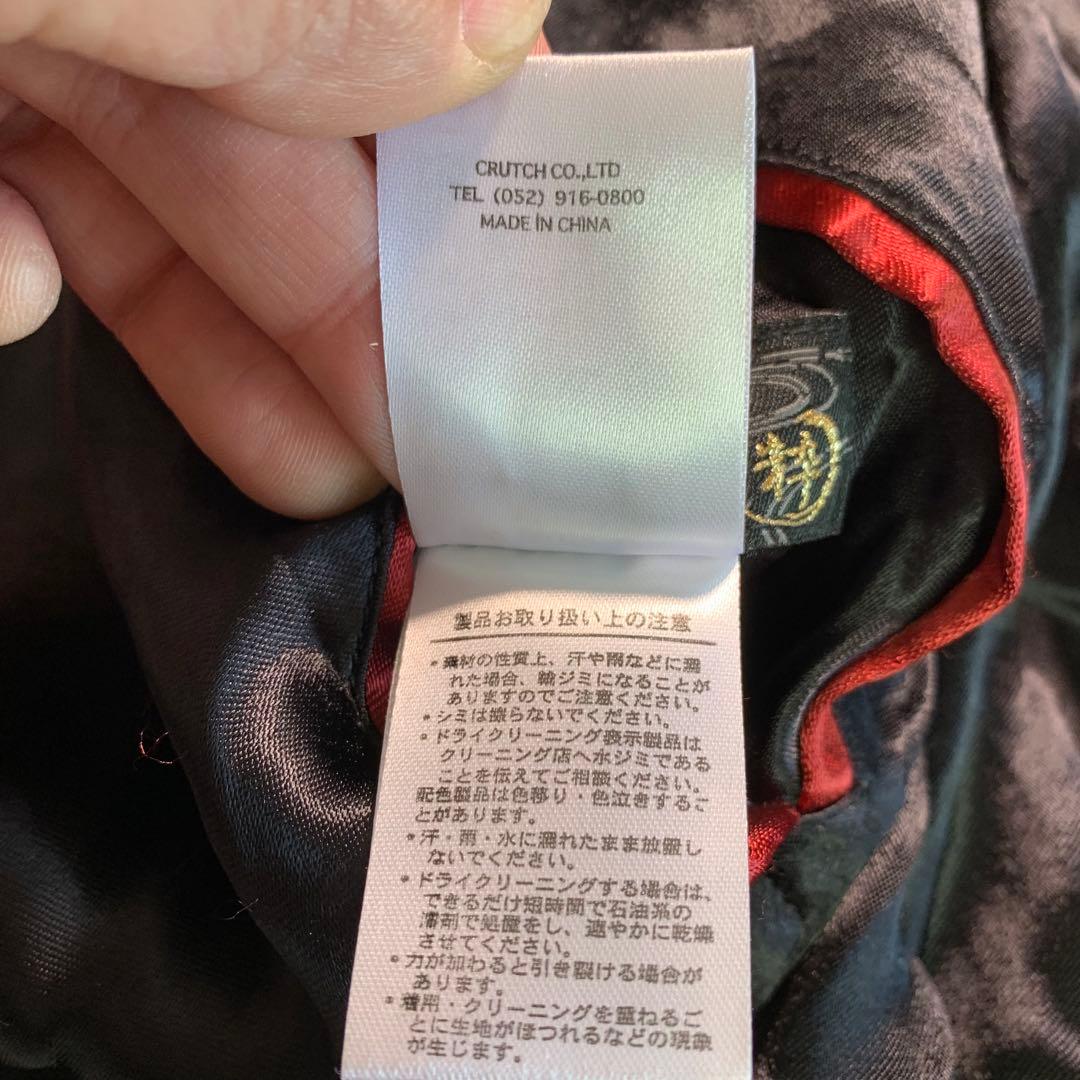 CRUTCH CO.,LTD
TEL (052) 916-0800
MADE IN CHINA
粋
製品お取り扱い上の注意
・素材の性質上、汗や雨などに濡
れた場合、輪ジミになることが
ありますのでご注意ください。
・シミは擦らないでください。
・ドライクリーニング表示製品は
クリーニング店へ水ジミである
ことを伝えてご相談ください。
配色製品は色移り・色泣きするこ
とがあります。
・汗・雨・水に濡れたまま放置し
ないでください。
・ドライクリーニングする場合は、
できるだけ短時間で石油系の
溶剤で処置をし、速やかに乾燥
させてください。
・力が加わると引き裂ける場合が
あります。
・着用・クリーニングを重ねるご
とに生地がほつれるなどの現象
が生じます。